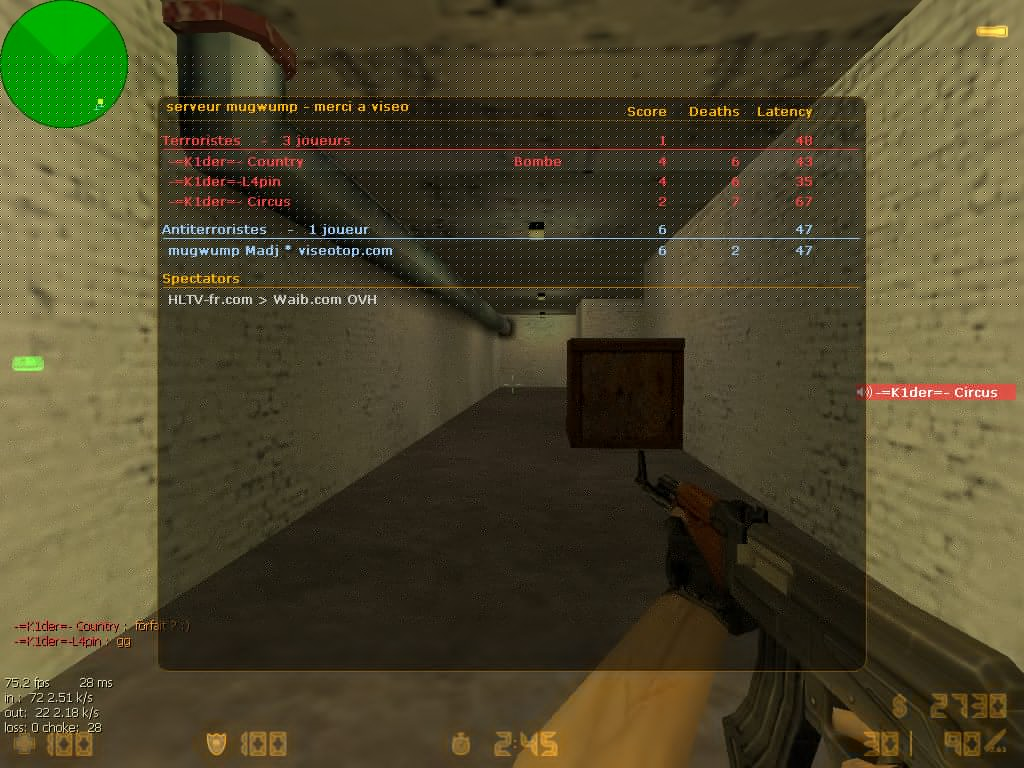 serveur mugwump - merci a viseo
Score Deaths Latency
Terroristes - 3 joueurs 1 48
-=K1der=- Country Bombe 4 6 43
-=K1der=-L4pin 4 6 35
-=K1der=- Circus 2 7 67
Antiterroristes - 1 joueur 6 47
mugwump Madj * viseotop.com 6 2 47
Spectators
HLTV-fr.com > Waib.com OVH
-=K1der=- Circus
-=K1der=- Country : forfait ? :)
-=K1der=-L4pin : gg
75.2 fps 28 ms
in : 72 2.51 k/s
out: 22 2.18 k/s
loss: 0 choke: 28
$ 2730
100 100 2:45 30 | 90